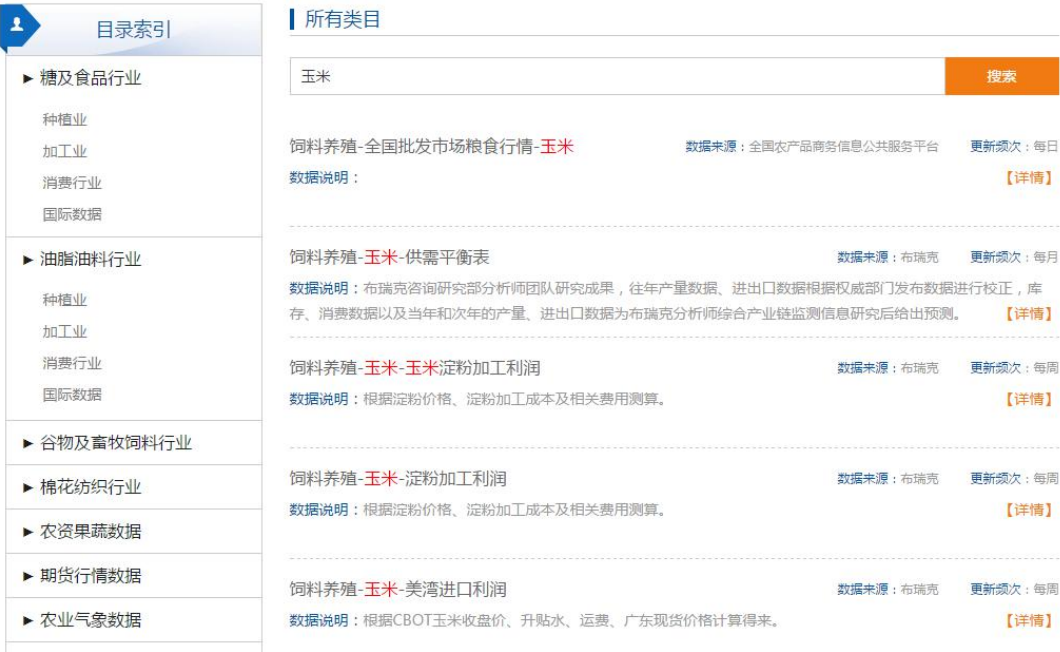 目录索引
► 糖及食品行业
种植业
加工业
消费行业
国际数据
► 油脂油料行业
种植业
加工业
消费行业
国际数据
► 谷物及畜牧饲料行业
► 棉花纺织行业
► 农资果蔬数据
► 期货行情数据
► 农业气象数据
所有类目
玉米 搜索
饲料养殖-全国批发市场粮食行情-玉米 数据来源：全国农产品商务信息公共服务平台 更新频次：每日
数据说明： 【详情】
饲料养殖-玉米-供需平衡表 数据来源：布瑞克 更新频次：每月
数据说明：布瑞克咨询研究部分析师团队研究成果，往年产量数据、进出口数据根据权威部门发布数据进行校正，库
存、消费数据以及当年和次年的产量、进出口数据为布瑞克分析师综合产业链监测信息研究后给出预测。 【详情】
饲料养殖-玉米-玉米淀粉加工利润 数据来源：布瑞克 更新频次：每周
数据说明：根据淀粉价格、淀粉加工成本及相关费用测算。 【详情】
饲料养殖-玉米-淀粉加工利润 数据来源：布瑞克 更新频次：每周
数据说明：根据淀粉价格、淀粉加工成本及相关费用测算。 【详情】
饲料养殖-玉米-美湾进口利润 数据来源：布瑞克 更新频次：每周
数据说明：根据CBOT玉米收盘价、升贴水、运费、广东现货价格计算得来。 【详情】